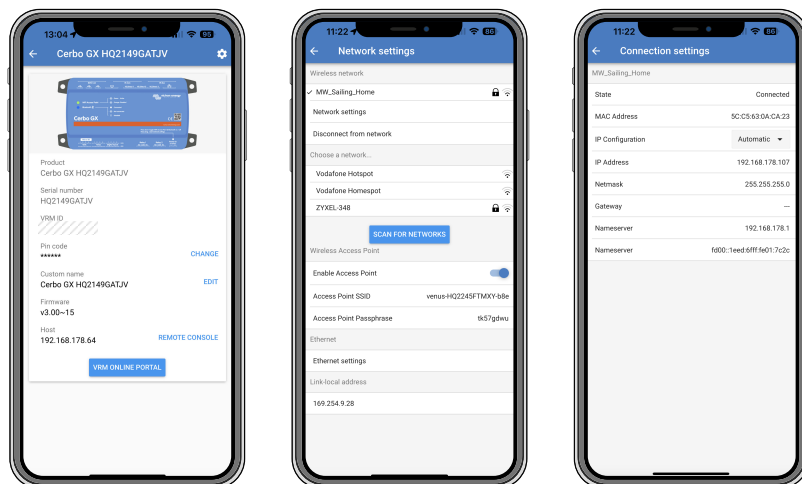 13:04
95
Cerbo GX HQ2149GATJV
Cerbo GX
Product
Cerbo GX HQ2149GATJV
Serial number
HQ2149GATJV
VRM ID
Pin code
******
CHANGE
Custom name
Cerbo GX HQ2149GATJV
EDIT
Firmware
v3.00~15
Host
192.168.178.64
REMOTE CONSOLE
VRM ONLINE PORTAL
11:22
86
Network settings
Wireless network
MW_Sailing_Home
Network settings
Disconnect from network
Choose a network...
Vodafone Hotspot
Vodafone Homespot
ZYXEL-348
SCAN FOR NETWORKS
Wireless Access Point
Enable Access Point
Access Point SSID venus-HQ2245FTMXY-b8e
Access Point Passphrase tk57gdwu
Ethernet
Ethernet settings
Link-local address
169.254.9.28
11:22
86
Connection settings
MW_Sailing_Home
State Connected
MAC Address 5C:C5:63:0A:CA:23
IP Configuration Automatic
IP Address 192.168.178.107
Netmask 255.255.255.0
Gateway —
Nameserver 192.168.178.1
Nameserver fd00::1eed:6fff:fe01:7c2c